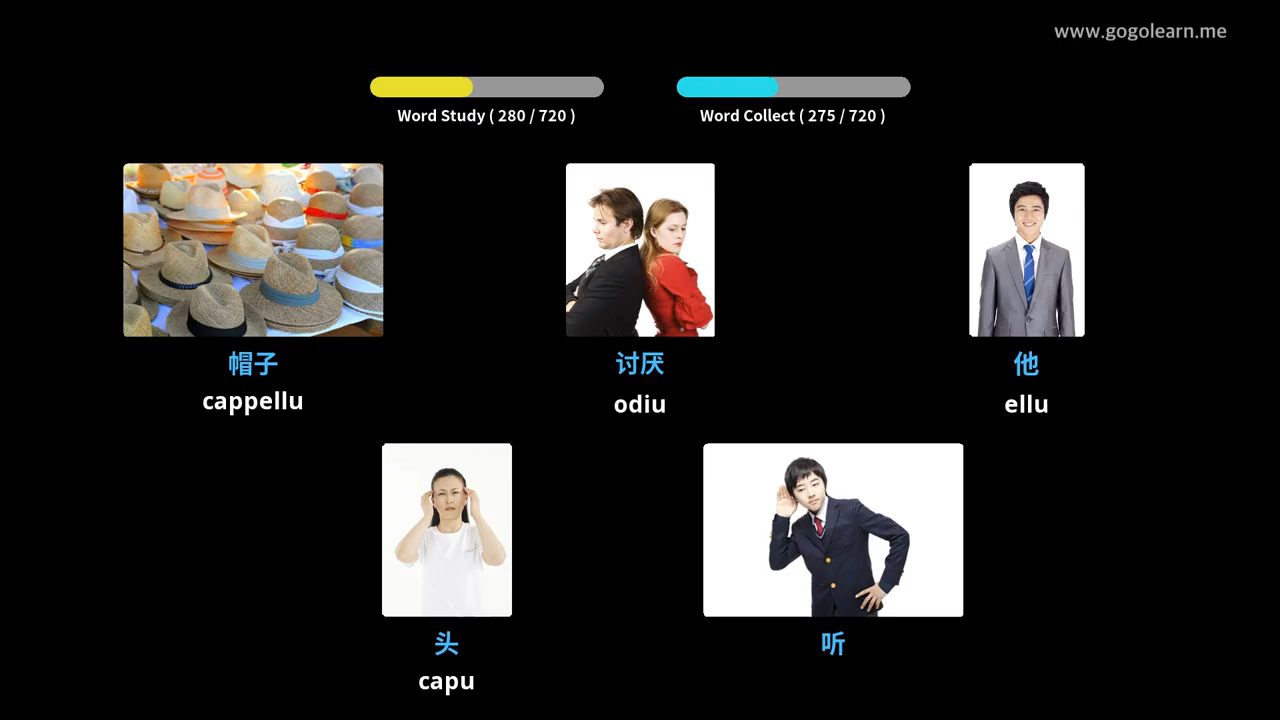 www.gogolearn.me
Word Study ( 280 / 720 )
Word Collect ( 275 / 720 )
帽子
cappellu
讨厌
odiu
他
ellu
头
capu
听